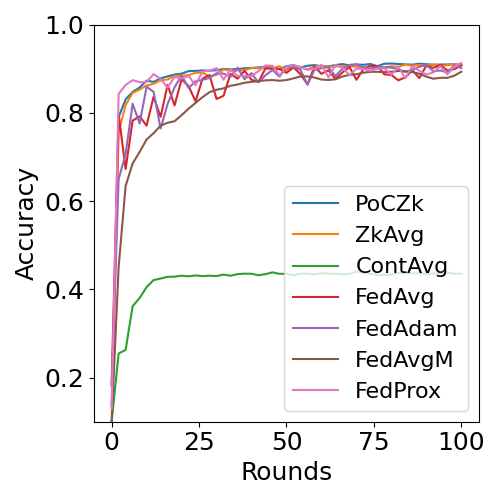 1.0
0.8
0.6
0.4
0.2
Accuracy
PoCZk
ZkAvg
ContAvg
FedAvg
FedAdam
FedAvgM
FedProx
0 25 50 75 100
Rounds